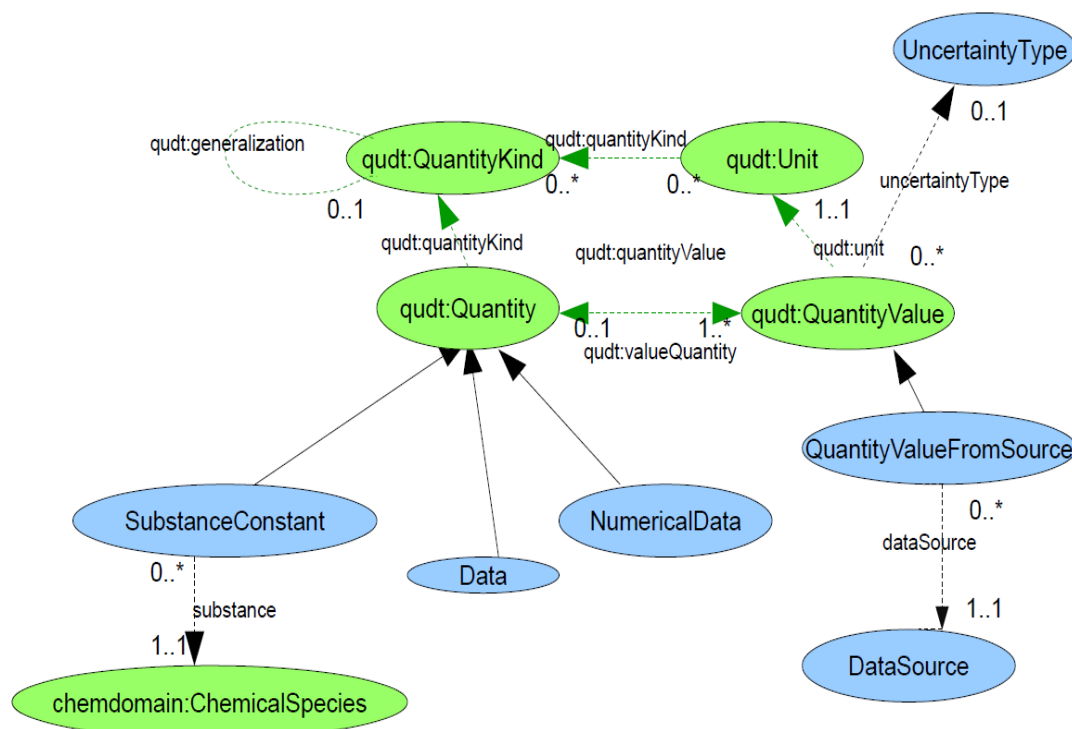 UncertaintyType
0..1
qudt:generalization
qudt:quantityKind
qudt:QuantityKind
qudt:Unit
0..*
0..*
uncertaintyType
0..1
1..1
qudt:quantityKind
qudt:quantityValue
qudt:unit
0..*
qudt:Quantity
qudt:QuantityValue
0..1
1..*
qudt:valueQuantity
QuantityValueFromSource
SubstanceConstant
NumericalData
0..*
dataSource
Data
0..*
substance
1..1
1..1
DataSource
chemdomain:ChemicalSpecies